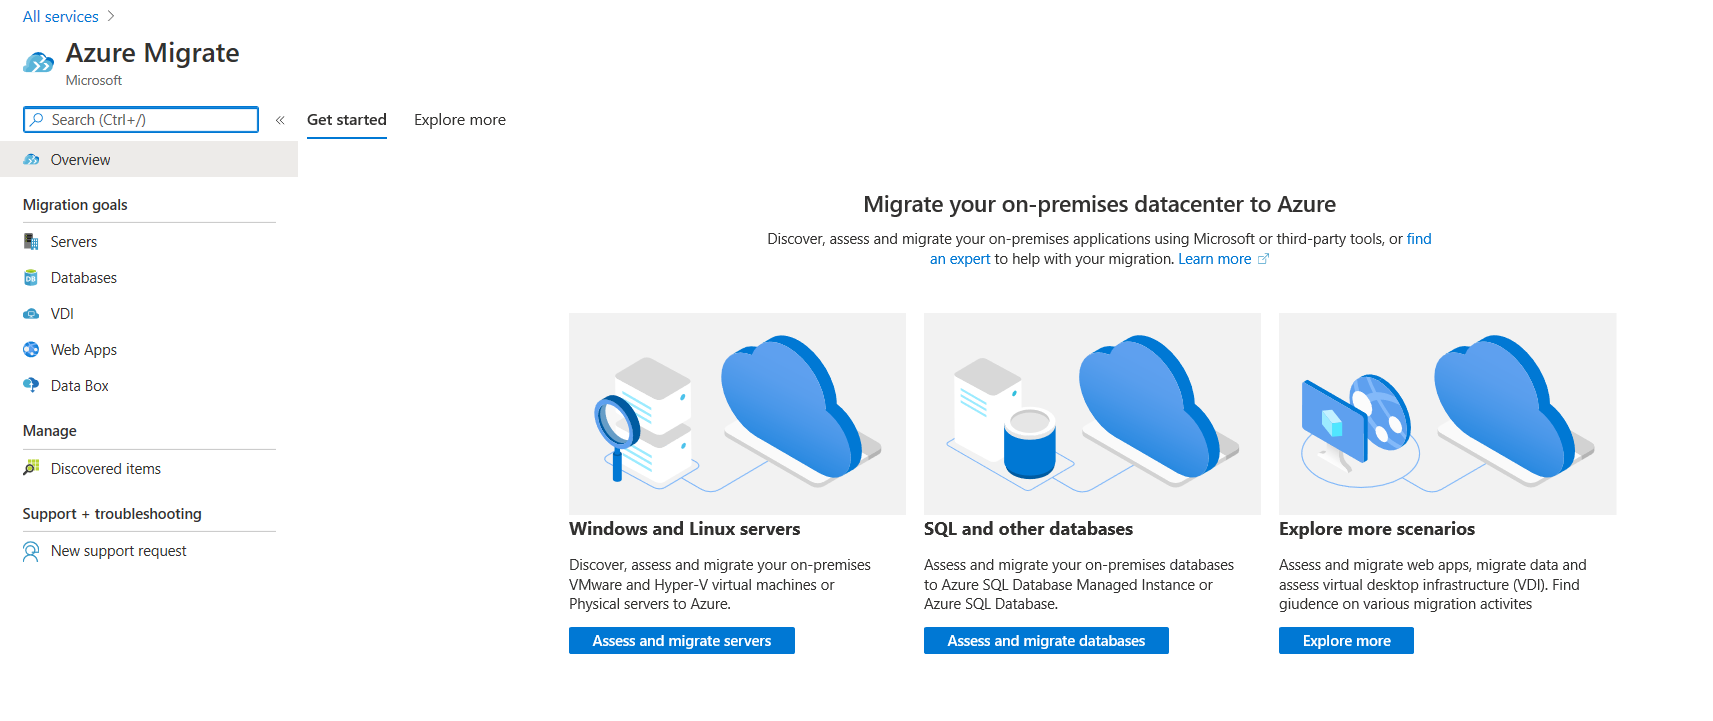 All services
Azure Migrate
Microsoft
Search (Ctrl+/)
«
Get started
Explore more
Overview
Migration goals
Servers
Databases
VDI
Web Apps
Data Box
Manage
Discovered items
Support + troubleshooting
New support request
Migrate your on-premises datacenter to Azure
Discover, assess and migrate your on-premises applications using Microsoft or third-party tools, or find
an expert to help with your migration. Learn more
Windows and Linux servers
Discover, assess and migrate your on-premises
VMware and Hyper-V virtual machines or
Physical servers to Azure.
Assess and migrate servers
SQL and other databases
Assess and migrate your on-premises databases
to Azure SQL Database Managed Instance or
Azure SQL Database.
Assess and migrate databases
Explore more scenarios
Assess and migrate web apps, migrate data and
assess virtual desktop infrastructure (VDI). Find
giudence on various migration activites
Explore more